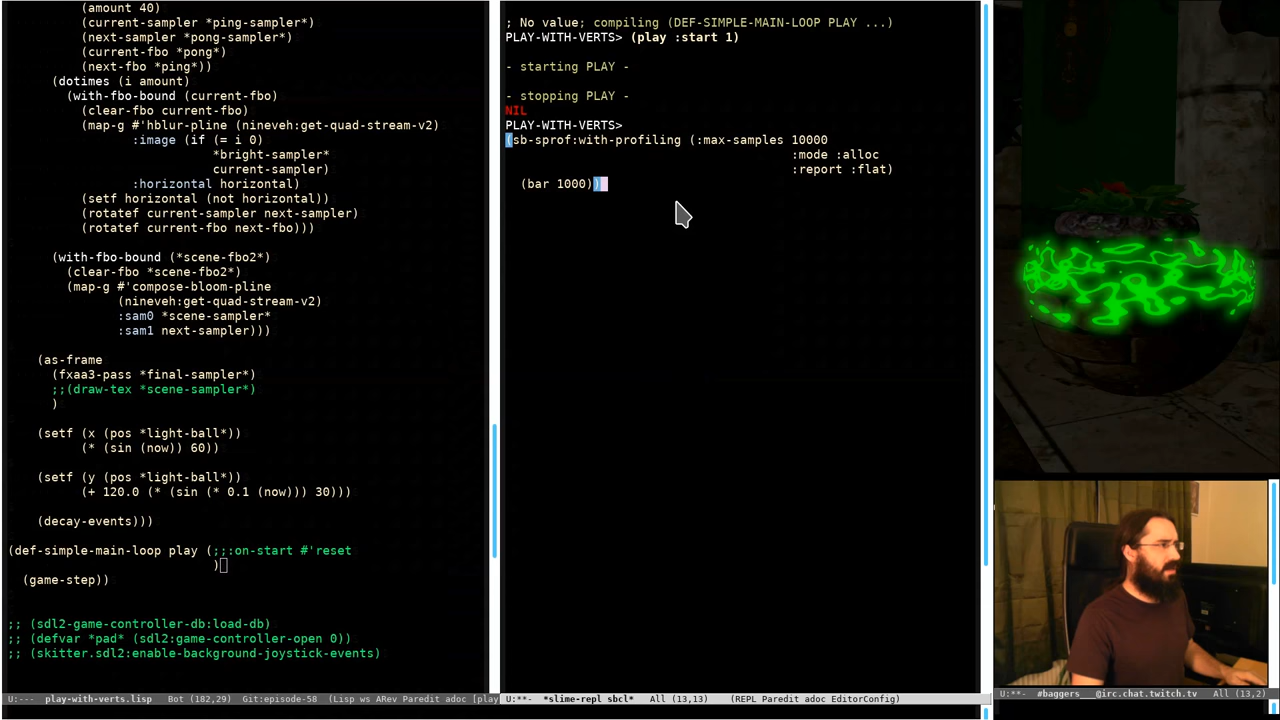 (amount 40)
        (current-sampler *ping-sampler*)
        (next-sampler *pong-sampler*)
        (current-fbo *pong*)
        (next-fbo *ping*))
    (dotimes (i amount)
      (with-fbo-bound (current-fbo)
        (clear-fbo current-fbo)
        (map-g #'hblur-pline (nineveh:get-quad-stream-v2)
               :image (if (= i 0)
                          *bright-sampler*
                          current-sampler)
               :horizontal horizontal)
        (setf horizontal (not horizontal))
        (rotatef current-sampler next-sampler)
        (rotatef current-fbo next-fbo)))
    (with-fbo-bound (*scene-fbo2*)
      (clear-fbo *scene-fbo2*)
      (map-g #'compose-bloom-pline
             (nineveh:get-quad-stream-v2)
             :sam0 *scene-sampler*
             :sam1 next-sampler)))
  (as-frame
    (fxaa3-pass *final-sampler*)
    ;;(draw-tex *scene-sampler*)
    )
  (setf (x (pos *light-ball*))
        (* (sin (now)) 60))
  (setf (y (pos *light-ball*))
        (+ 120.0 (* (sin (* 0.1 (now))) 30)))
  (decay-events)))
(def-simple-main-loop play (;;:on-start #'reset
                            )
  (game-step))
;; (sdl2-game-controller-db:load-db)
;; (defvar *pad* (sdl2:game-controller-open 0))
;; (skitter.sdl2:enable-background-joystick-events)
U:---  play-with-verts.lisp   Bot (182,29)  Git:episode-58  (Lisp ws ARev Paredit adoc [play
; No value; compiling (DEF-SIMPLE-MAIN-LOOP PLAY ...)
PLAY-WITH-VERTS> (play :start 1)
- starting PLAY -
- stopping PLAY -
NIL
PLAY-WITH-VERTS>
(sb-sprof:with-profiling (:max-samples 10000
                                       :mode :alloc
                                       :report :flat)
  (bar 1000))
U:**-  *slime-repl sbcl*   All (13,13)   (REPL Paredit adoc EditorConfig)
U:**-  #baggers___@irc.chat.twitch.tv   All (13,2)